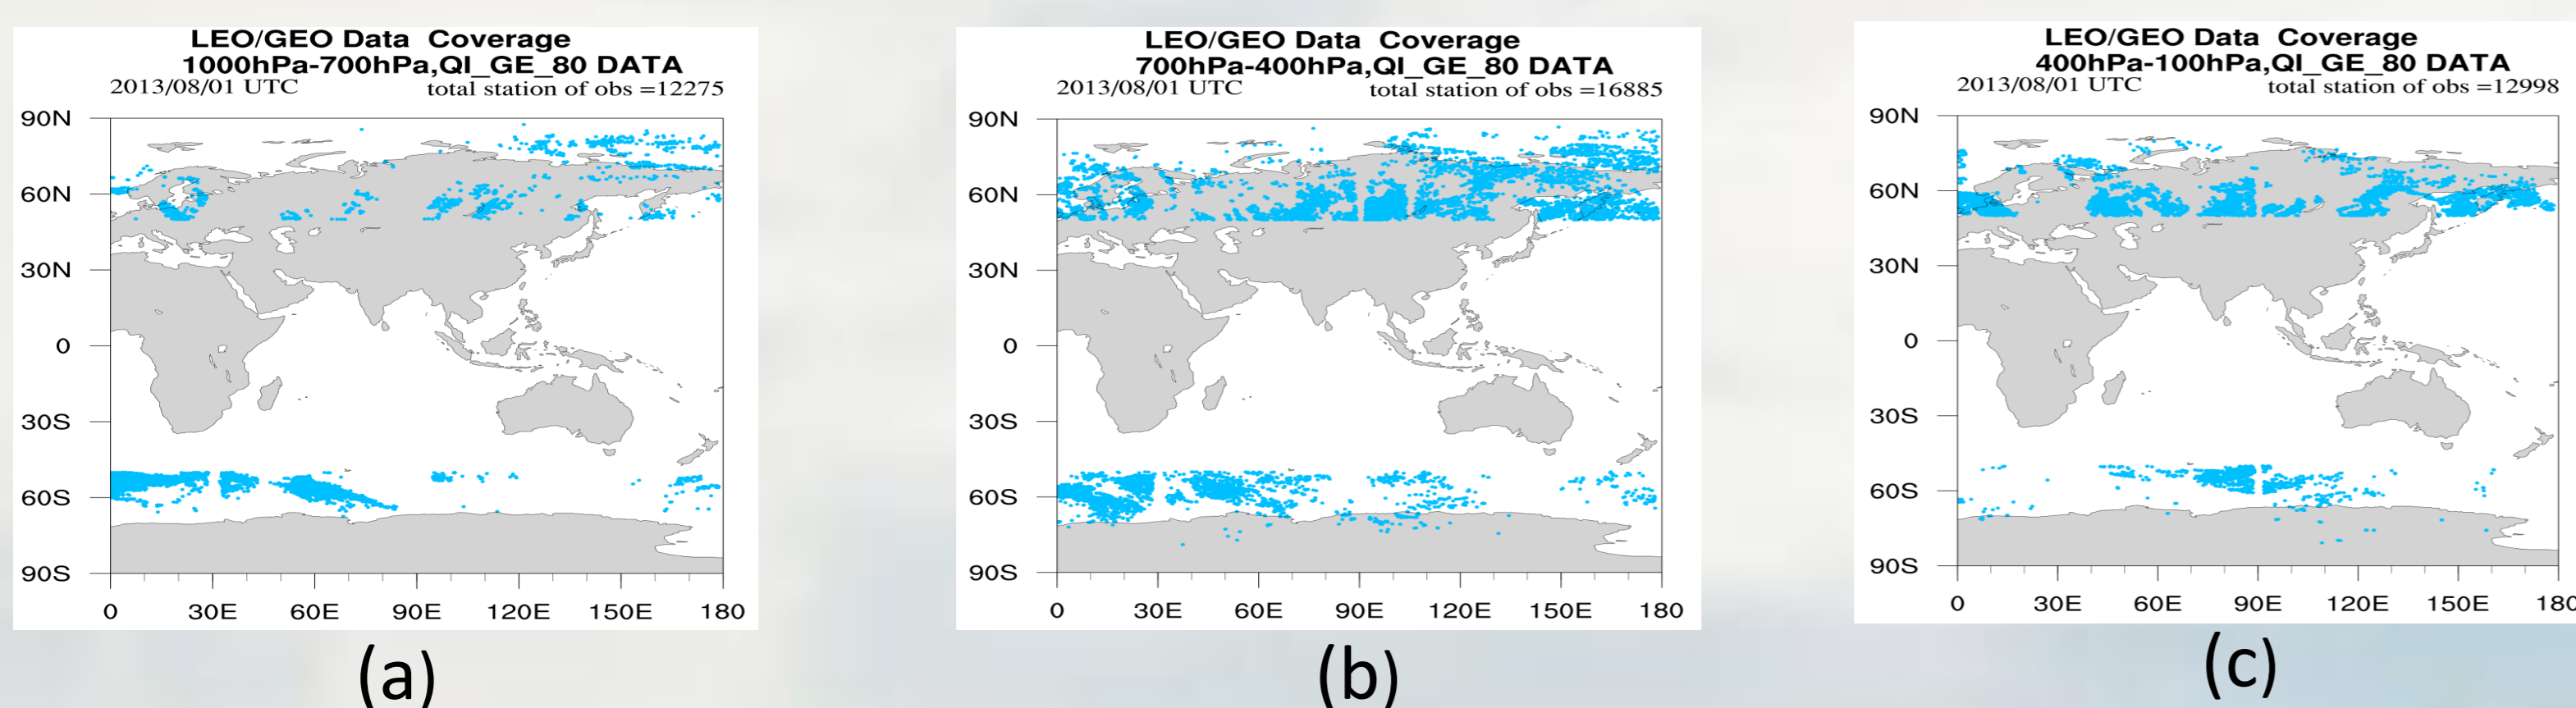 LEO/GEO Data Coverage
1000hPa-700hPa,QI_GE_80 DATA
2013/08/01 UTC total station of obs =12275
90N
60N
30N
0
30S
60S
90S
0 30E 60E 90E 120E 150E 180
(a)
LEO/GEO Data Coverage
700hPa-400hPa,QI_GE_80 DATA
2013/08/01 UTC total station of obs =16885
90N
60N
30N
0
30S
60S
90S
0 30E 60E 90E 120E 150E 180
(b)
LEO/GEO Data Coverage
400hPa-100hPa,QI_GE_80 DATA
2013/08/01 UTC total station of obs =12998
90N
60N
30N
0
30S
60S
90S
0 30E 60E 90E 120E 150E 180
(c)